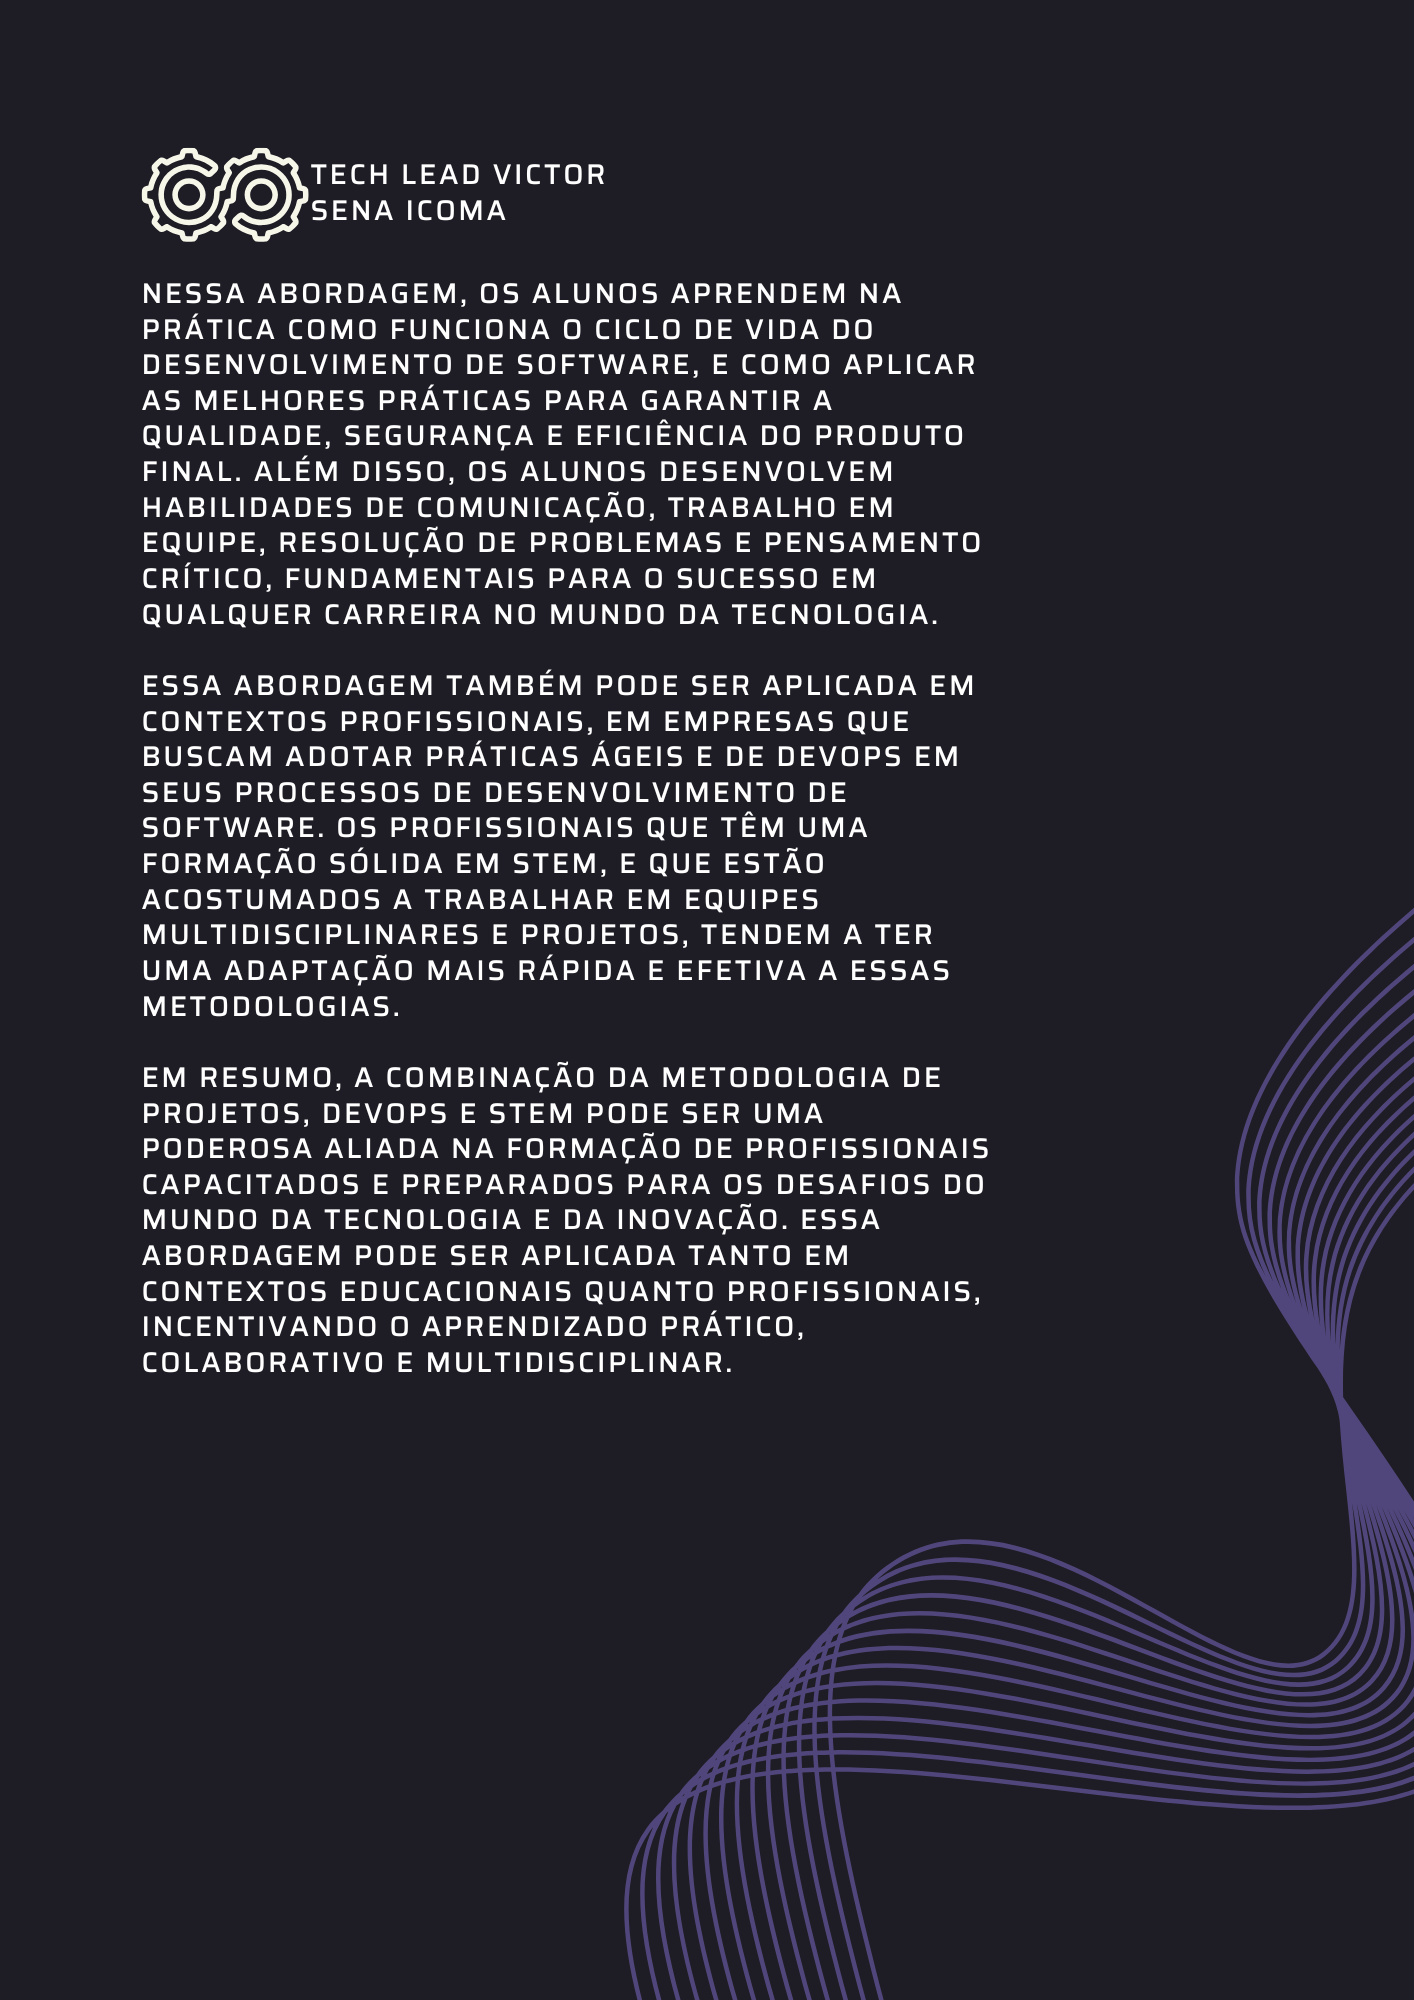 TECH LEAD VICTOR
SENA ICOMA
NESSA ABORDAGEM, OS ALUNOS APRENDEM NA
PRÁTICA COMO FUNCIONA O CICLO DE VIDA DO
DESENVOLVIMENTO DE SOFTWARE, E COMO APLICAR
AS MELHORES PRÁTICAS PARA GARANTIR A
QUALIDADE, SEGURANÇA E EFICIÊNCIA DO PRODUTO
FINAL. ALÉM DISSO, OS ALUNOS DESENVOLVEM
HABILIDADES DE COMUNICAÇÃO, TRABALHO EM
EQUIPE, RESOLUÇÃO DE PROBLEMAS E PENSAMENTO
CRÍTICO, FUNDAMENTAIS PARA O SUCESSO EM
QUALQUER CARREIRA NO MUNDO DA TECNOLOGIA.
ESSA ABORDAGEM TAMBÉM PODE SER APLICADA EM
CONTEXTOS PROFISSIONAIS, EM EMPRESAS QUE
BUSCAM ADOTAR PRÁTICAS ÁGEIS E DE DEVOPS EM
SEUS PROCESSOS DE DESENVOLVIMENTO DE
SOFTWARE. OS PROFISSIONAIS QUE TÊM UMA
FORMAÇÃO SÓLIDA EM STEM, E QUE ESTÃO
ACOSTUMADOS A TRABALHAR EM EQUIPES
MULTIDISCIPLINARES E PROJETOS, TENDEM A TER
UMA ADAPTAÇÃO MAIS RÁPIDA E EFETIVA A ESSAS
METODOLOGIAS.
EM RESUMO, A COMBINAÇÃO DA METODOLOGIA DE
PROJETOS, DEVOPS E STEM PODE SER UMA
PODEROSA ALIADA NA FORMAÇÃO DE PROFISSIONAIS
CAPACITADOS E PREPARADOS PARA OS DESAFIOS DO
MUNDO DA TECNOLOGIA E DA INOVAÇÃO. ESSA
ABORDAGEM PODE SER APLICADA TANTO EM
CONTEXTOS EDUCACIONAIS QUANTO PROFISSIONAIS,
INCENTIVANDO O APRENDIZADO PRÁTICO,
COLABORATIVO E MULTIDISCIPLINAR.